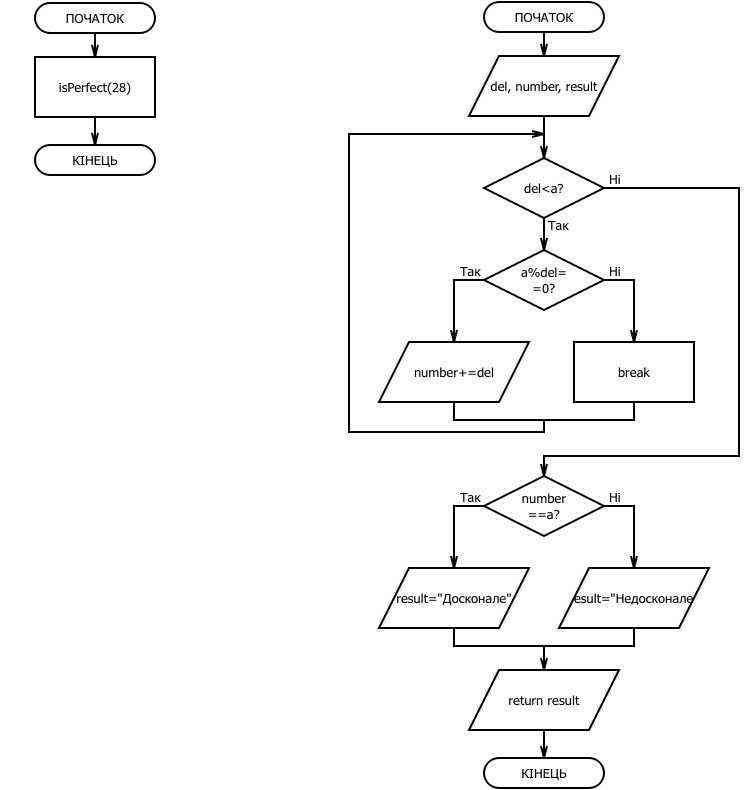 ПОЧАТОК
isPerfect(28)
КІНЕЦЬ
ПОЧАТОК
del, number, result
del<a?
Ні
Так
a%del=
=0?
Так
Ні
number+=del
break
number
==a?
Так
Ні
result="Досконале"
esult="Недосконале
return result
КІНЕЦЬ